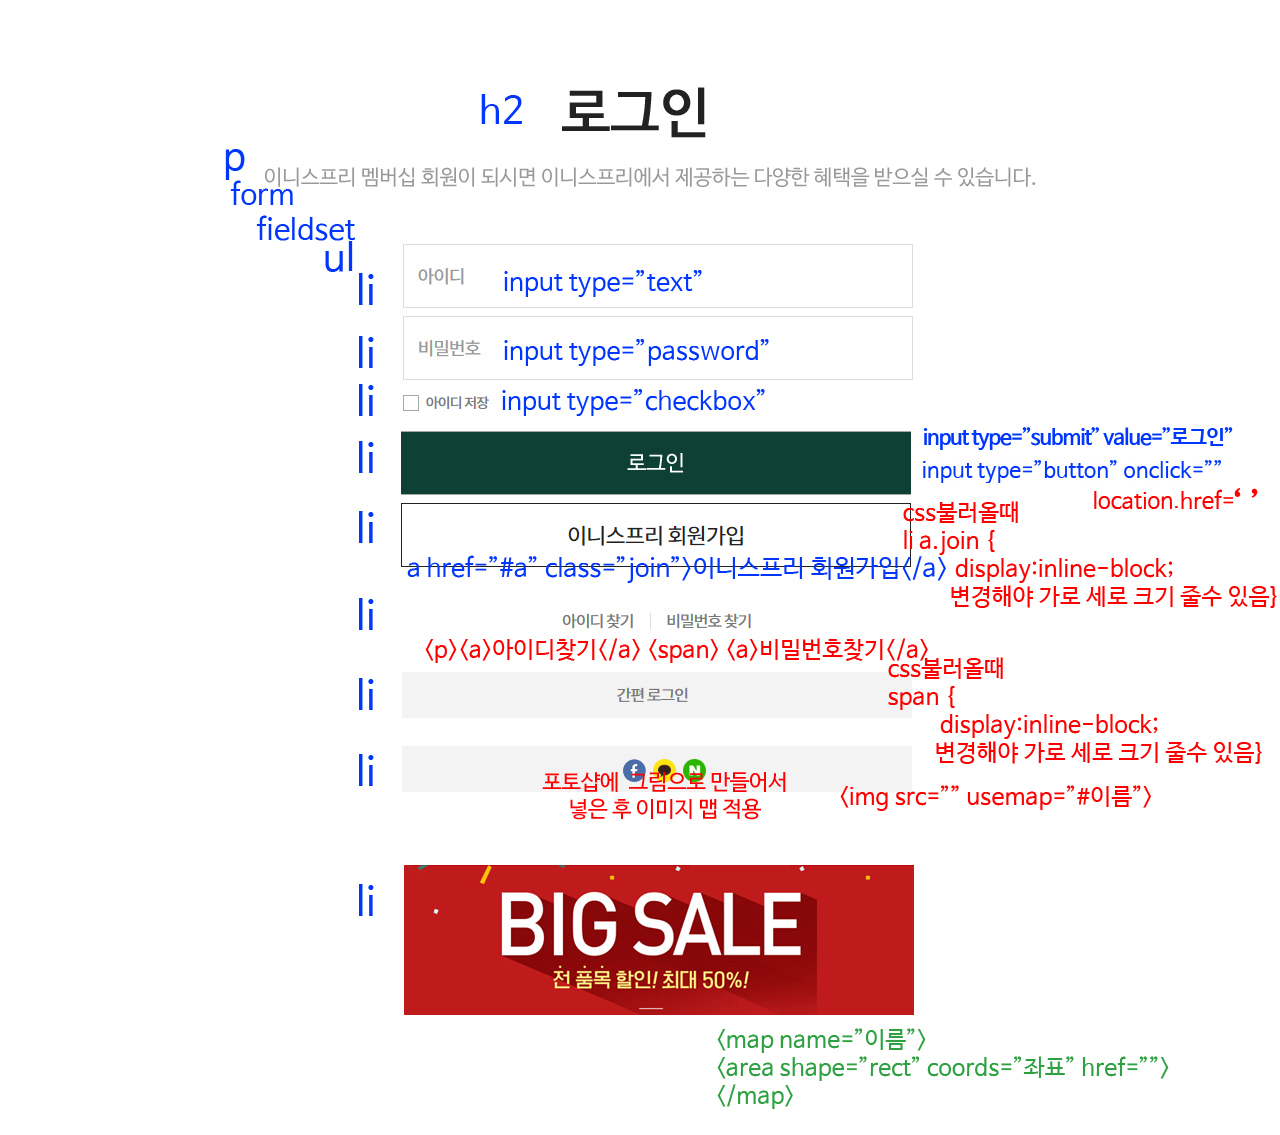 h2 로그인
p
이니스프리 멤버십 회원이 되시면 이니스프리에서 제공하는 다양한 혜택을 받으실 수 있습니다.
form
fieldset
ul
li 아이디 input type=”text”
li 비밀번호 input type=”password”
li 아이디 저장 input type=”checkbox”
li 로그인
input type=”submit” value=”로그인”
input type=”button” onclick=””
location.href=‘ ’
li 이니스프리 회원가입
a href=”#a” class=”join”>이니스프리 회원가입</a>
css불러올때
li a.join {
display:inline-block;
변경해야 가로 세로 크기 줄수 있음}
li 아이디 찾기 비밀번호 찾기
<p><a>아이디찾기</a> <span> <a>비밀번호찾기</a>
li 간편 로그인
css불러올때
span {
display:inline-block;
변경해야 가로 세로 크기 줄수 있음}
li f N
포토샵에 그림으로 만들어서
넣은 후 이미지 맵 적용
<img src=”” usemap=”#이름”>
li BIG SALE
전 품목 할인! 최대 50%!
<map name=”이름”>
<area shape=”rect” coords=”좌표” href=””>
</map>